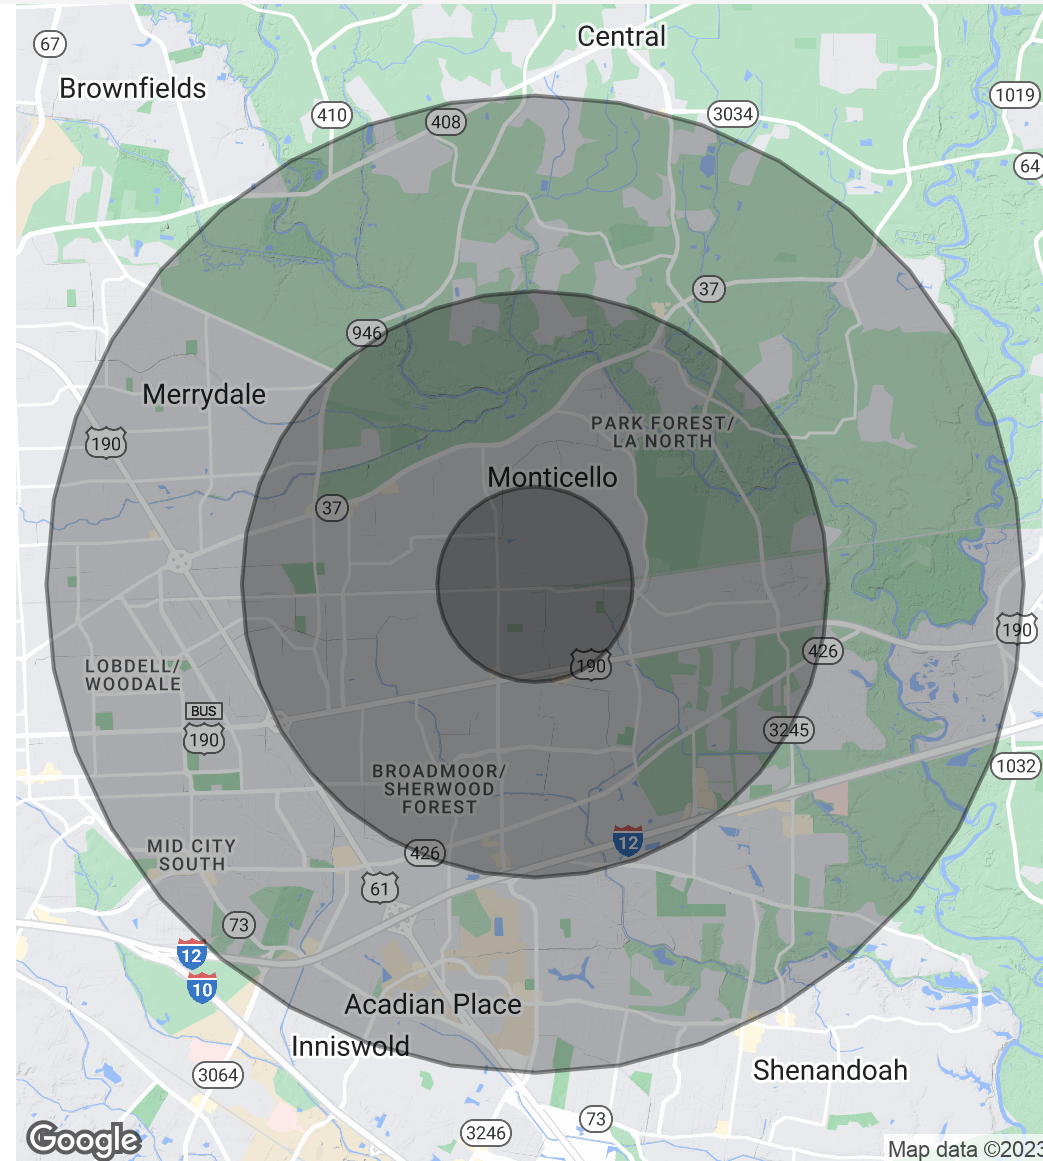 Central
67
Brownfields
1019
410
408
3034
64
37
946
Merrydale
PARK FOREST/
LA NORTH
190
Monticello
37
190
426
190
LOBDELL/
WOODALE
BUS
190
3245
1032
BROADMOOR/
SHERWOOD
FOREST
12
MID CITY
SOUTH
426
61
73
12
10
Acadian Place
Inniswold
Shenandoah
3064
73
3246
Google
Map data ©2023